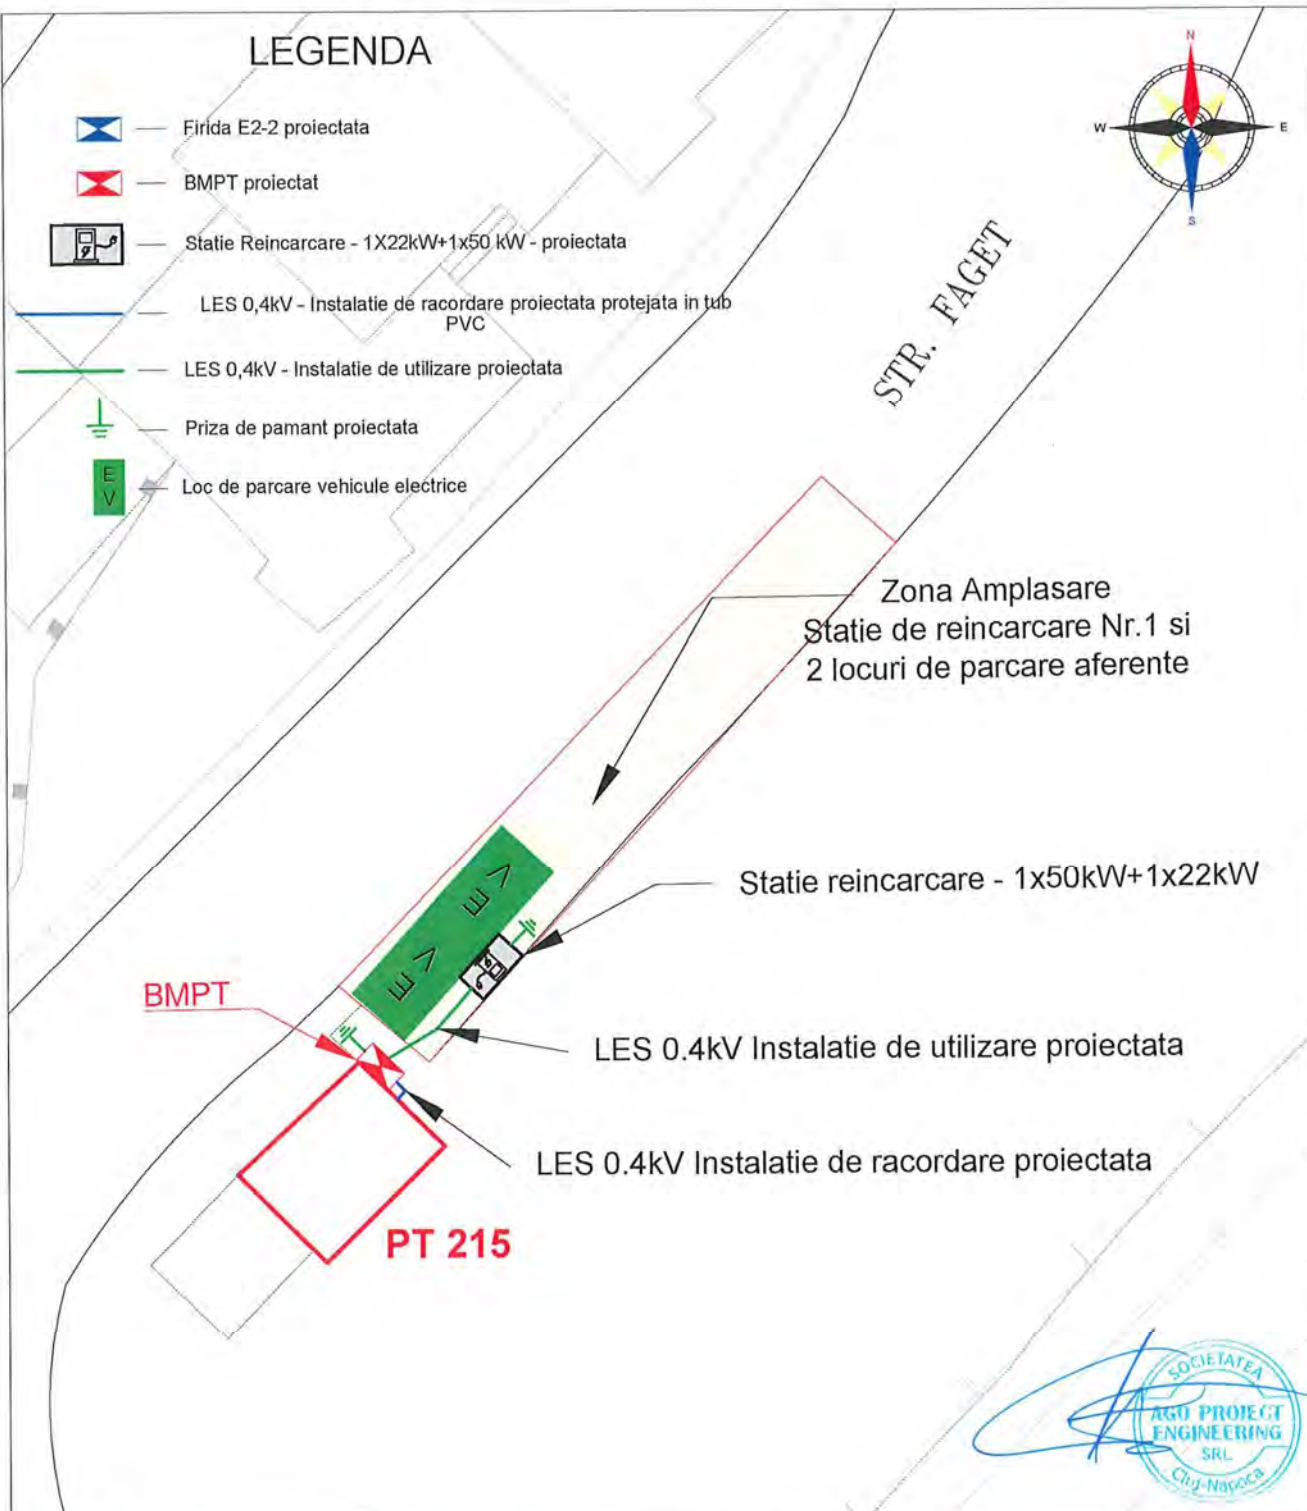 LEGENDA
Firida E2-2 proiectata
BMPT proiectat
Statie Reincarcare - 1X22kW+1x50 kW - proiectata
LES 0,4kV - Instalatie de racordare proiectata protejata in tub
PVC
LES 0,4kV - Instalatie de utilizare proiectata
Priza de pamant proiectata
E
V
Loc de parcare vehicule electrice
N
W
E
S
STR. FAGET
Zona Amplasare
Statie de reincarcare Nr.1 si
2 locuri de parcare aferente
EV
EV
Statie reincarcare - 1x50kW+1x22kW
BMPT
LES 0.4kV Instalatie de utilizare proiectata
LES 0.4kV Instalatie de racordare proiectata
PT 215
SOCIETATEA
AGO PROIECT
ENGINEERING
SRL
Cluj-Napoca